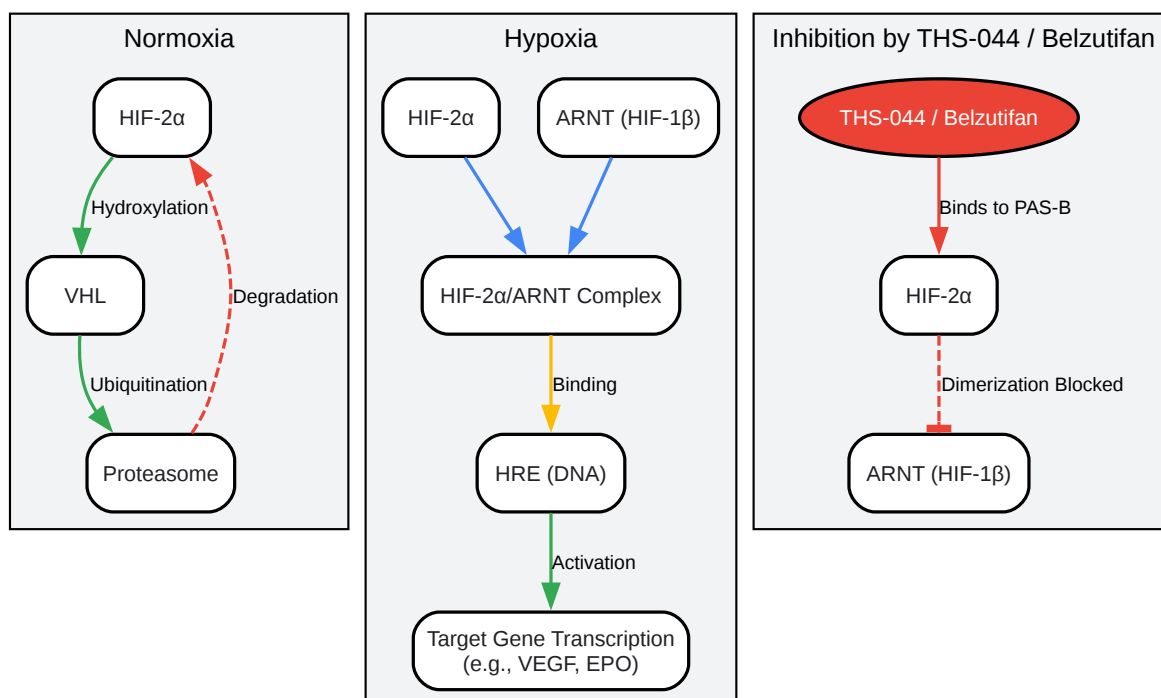 Normoxia
HIF-2α
Hydroxylation
VHL
Degradation
Ubiquitination
Proteasome
Hypoxia
HIF-2α
ARNT (HIF-1β)
HIF-2α/ARNT Complex
Binding
HRE (DNA)
Activation
Target Gene Transcription
(e.g., VEGF, EPO)
Inhibition by THS-044 / Belzutifan
THS-044 / Belzutifan
Binds to PAS-B
HIF-2α
Dimerization Blocked
ARNT (HIF-1β)